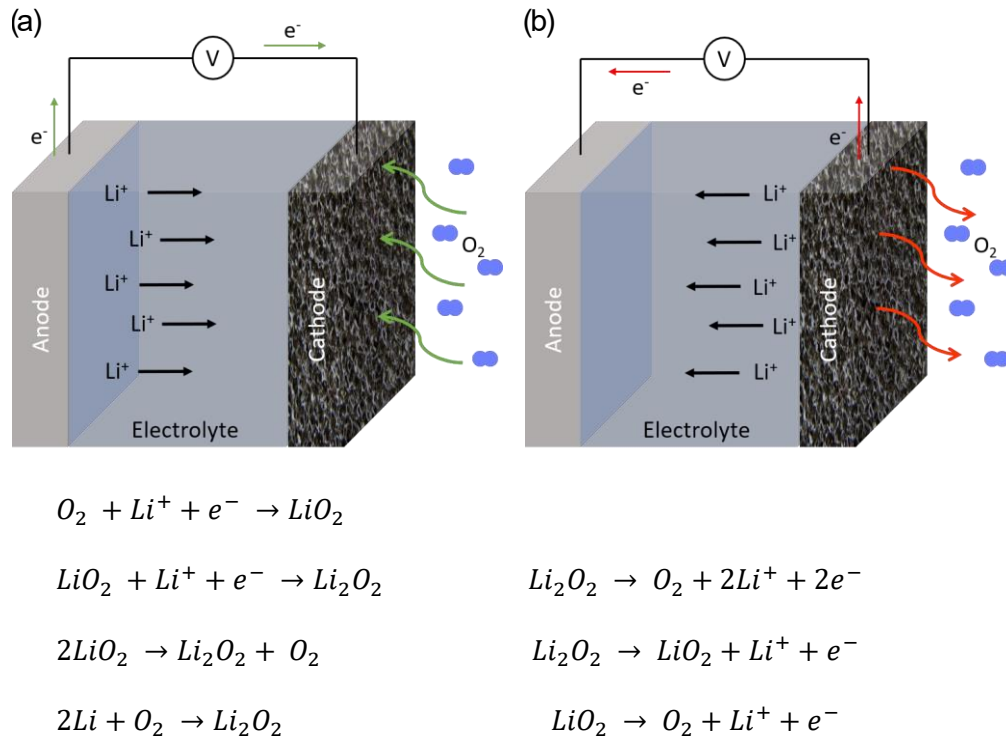 (a)
e⁻
V
e⁻
Li⁺
Li⁺
Li⁺
Li⁺
Li⁺
O₂
Anode
Cathode
Electrolyte
O₂ + Li⁺ + e⁻ → LiO₂
LiO₂ + Li⁺ + e⁻ → Li₂O₂
2LiO₂ → Li₂O₂ + O₂
2Li + O₂ → Li₂O₂
(b)
V
e⁻
e⁻
Li⁺
Li⁺
Li⁺
Li⁺
Li⁺
O₂
Anode
Cathode
Electrolyte
Li₂O₂ → O₂ + 2Li⁺ + 2e⁻
Li₂O₂ → LiO₂ + Li⁺ + e⁻
LiO₂ → O₂ + Li⁺ + e⁻